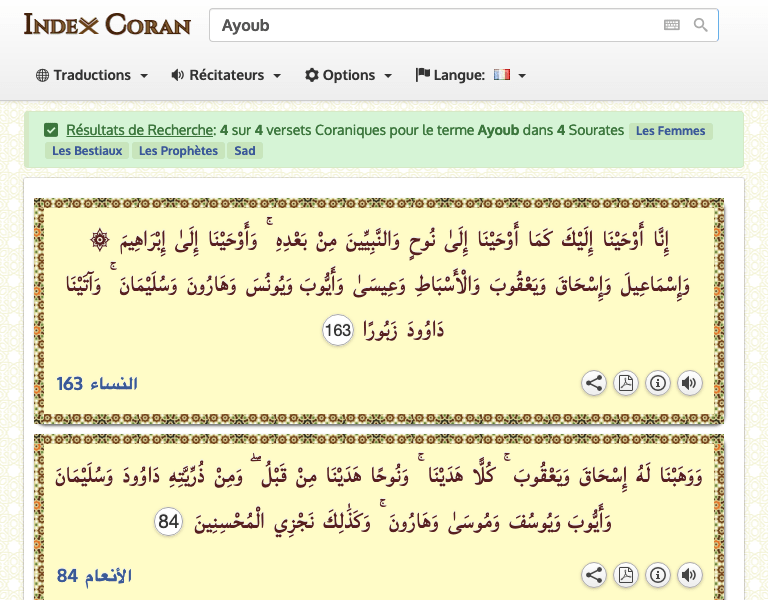 INDEX CORAN
Ayoub
Traductions Récitateurs Options Langue:
Résultats de Recherche: 4 sur 4 versets Coraniques pour le terme Ayoub dans 4 Sourates Les Femmes
Les Bestiaux Les Prophètes Sad
۞ إِنَّا أَوْحَيْنَا إِلَيْكَ كَمَا أَوْحَيْنَا إِلَىٰ نُوحٍ وَالنَّبِيِّينَ مِنْ بَعْدِهِ ۚ وَأَوْحَيْنَا إِلَىٰ إِبْرَاهِيمَ
وَإِسْمَاعِيلَ وَإِسْحَاقَ وَيَعْقُوبَ وَالْأَسْبَاطِ وَعِيسَىٰ وَأَيُّوبَ وَيُونُسَ وَهَارُونَ وَسُلَيْمَانَ ۚ وَآتَيْنَا
دَاوُودَ زَبُورًا 163
النساء 163
وَوَهَبْنَا لَهُ إِسْحَاقَ وَيَعْقُوبَ ۚ كُلًّا هَدَيْنَا ۚ وَنُوحًا هَدَيْنَا مِنْ قَبْلُ ۖ وَمِنْ ذُرِّيَّتِهِ دَاوُودَ وَسُلَيْمَانَ
وَأَيُّوبَ وَيُوسُفَ وَمُوسَىٰ وَهَارُونَ ۚ وَكَذَٰلِكَ نَجْزِي الْمُحْسِنِينَ 84
الأنعام 84